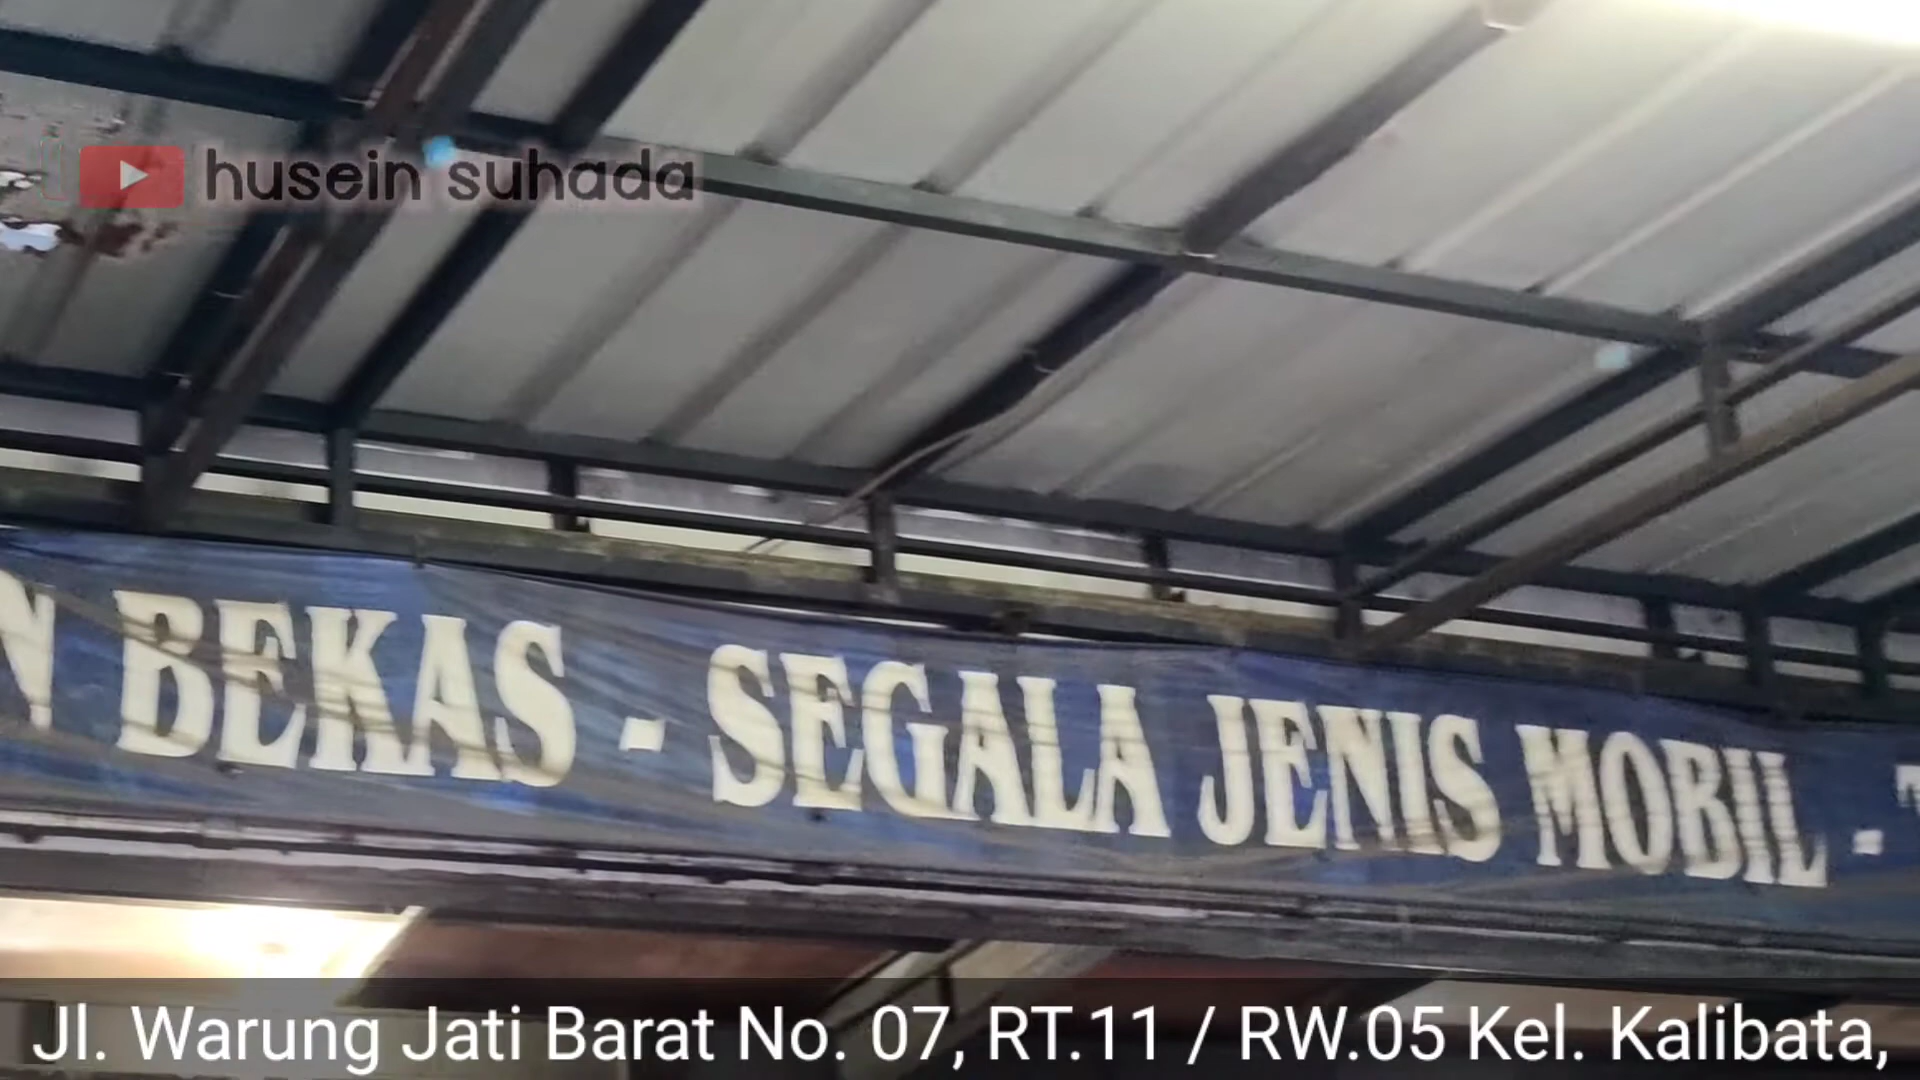 husein suhada
BEKAS - SEGALA JENIS MOBIL -
Jl. Warung Jati Barat No. 07, RT.11 / RW.05 Kel. Kalibata,